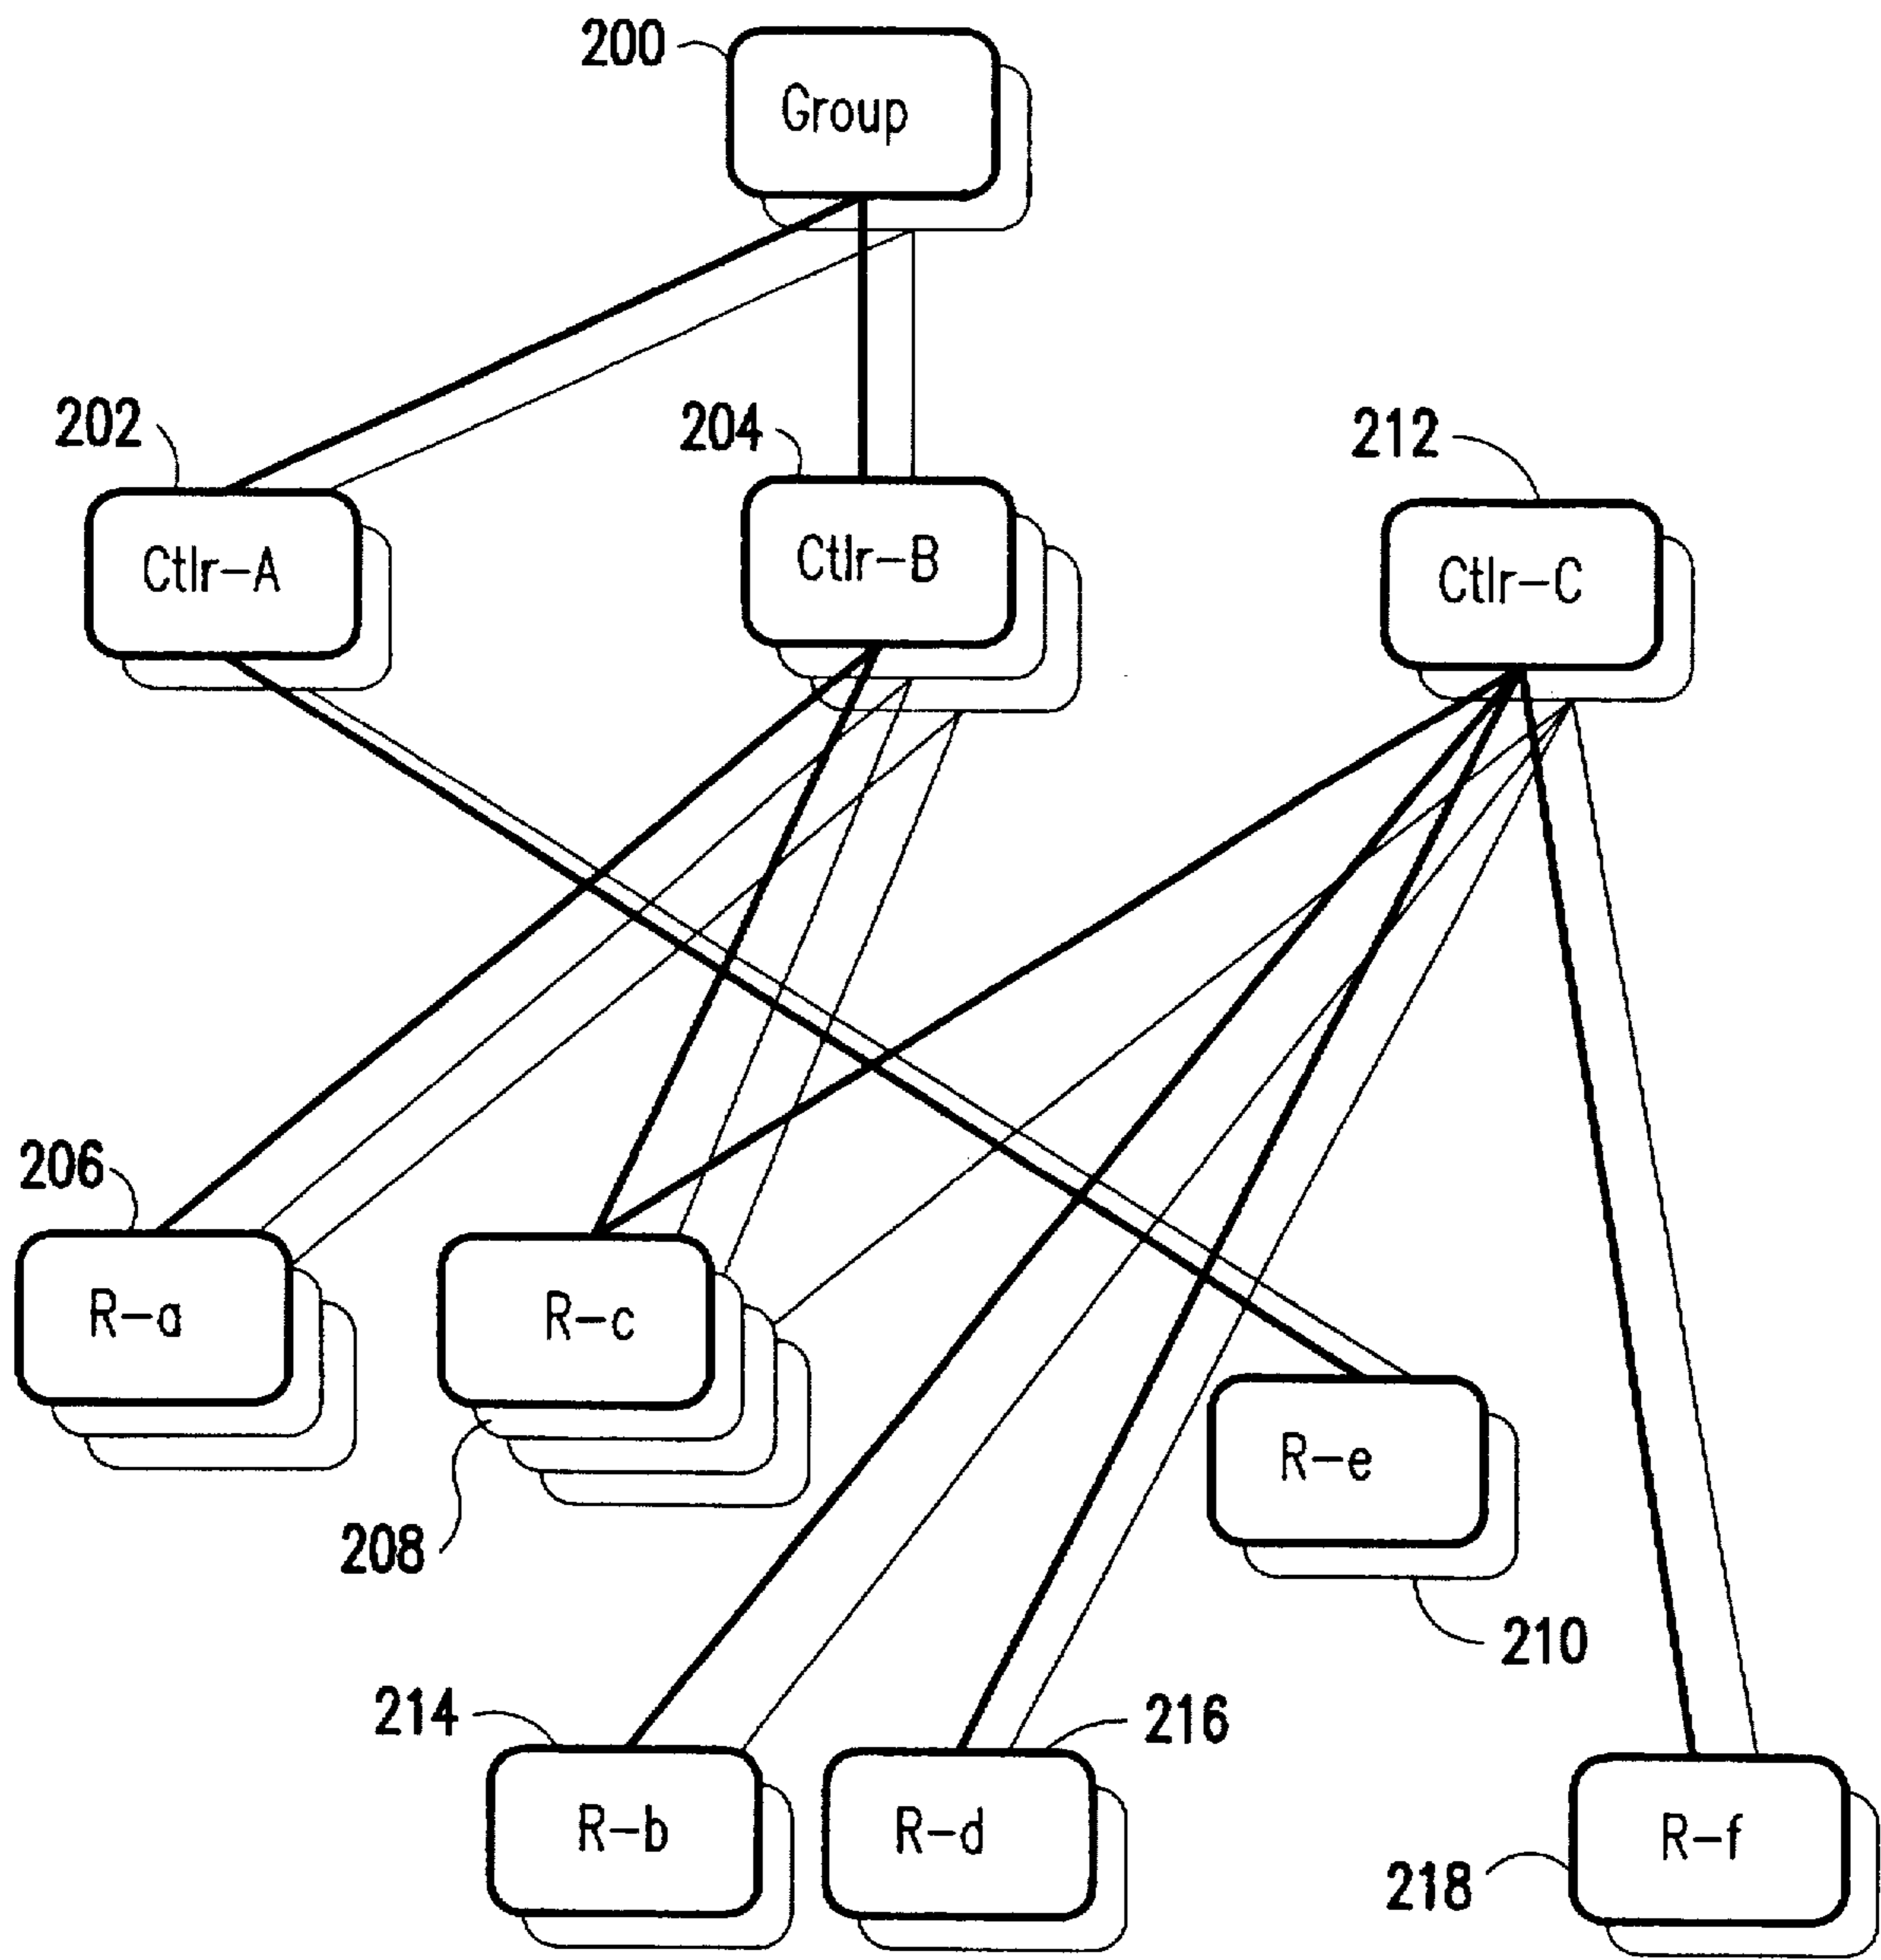 200
Group
202
204
212
Ctlr-A
Ctlr-B
Ctlr-C
206
R-a
R-c
R-e
208
210
214
216
R-b
R-d
R-f
218